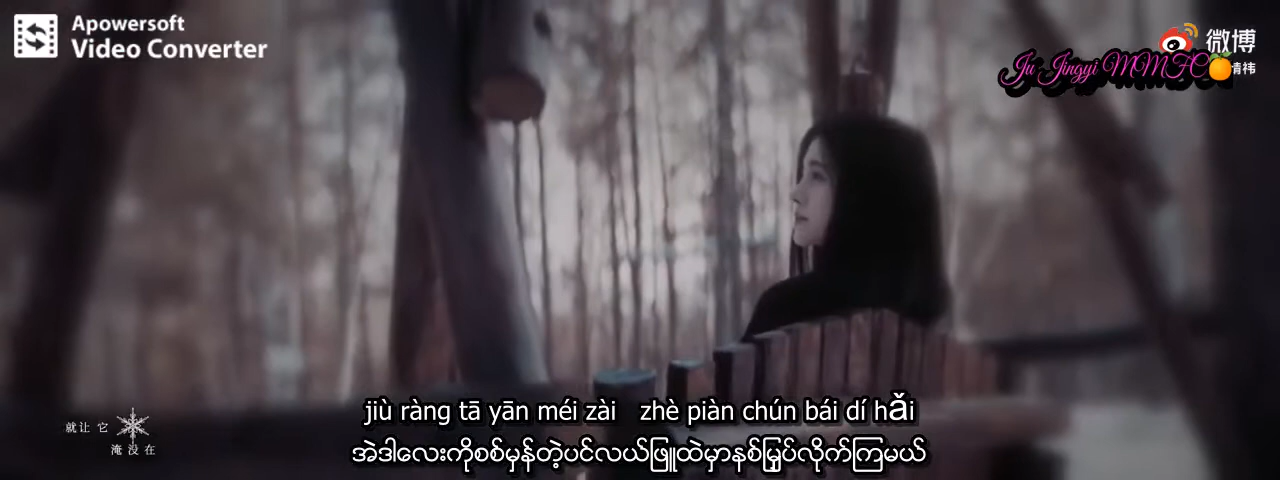 Apowersoft
Video Converter
微博
Ju Jingyi MMFC
婧祎
就让 它
淹没在
jiù ràng tā yān méi zài zhè piàn chún bái dí hǎi
အဲဒါလေးကိုစစ်မှန်တဲ့ပင်လယ်ဖြူထဲမှာနစ်မြှုပ်လိုက်ကြမယ်